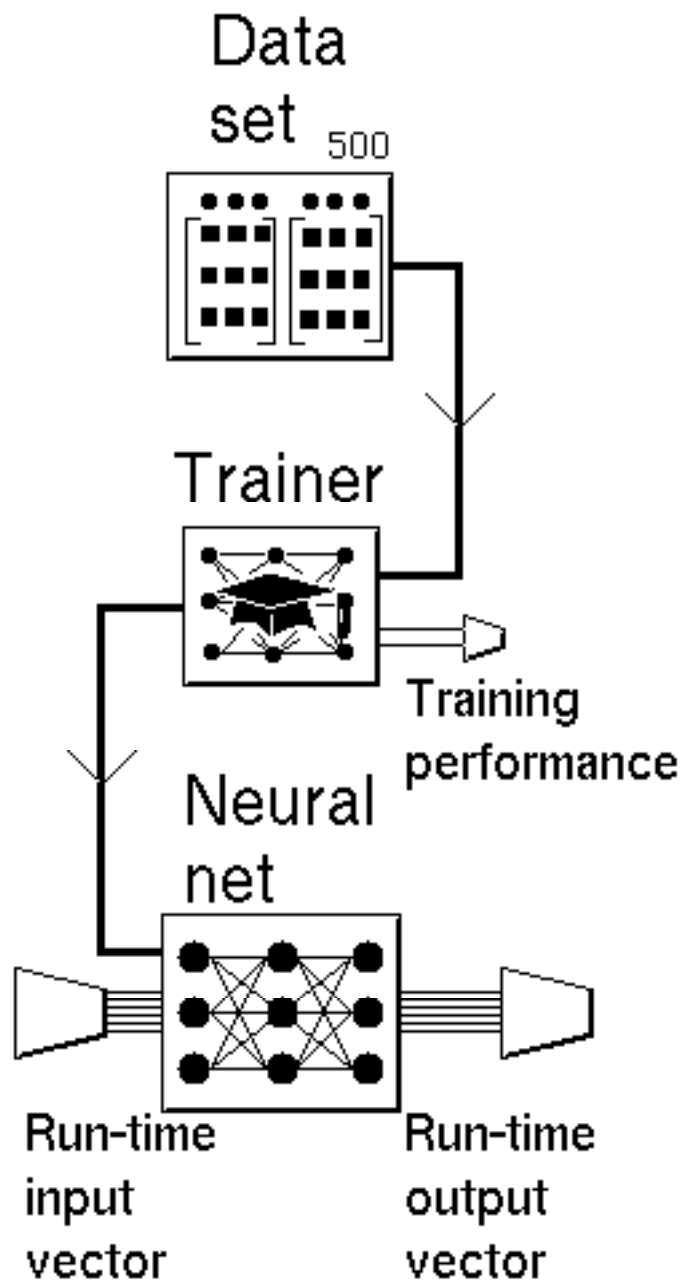 Data
set
500
Trainer
Training
performance
Neural
net
Run-time
input
vector
Run-time
output
vector